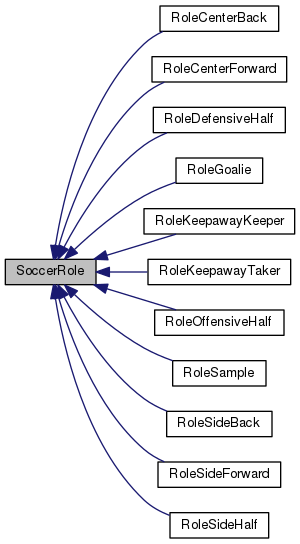 RoleCenterBack
RoleCenterForward
RoleDefensiveHalf
RoleGoalie
RoleKeepawayKeeper
SoccerRole
RoleKeepawayTaker
RoleOffensiveHalf
RoleSample
RoleSideBack
RoleSideForward
RoleSideHalf